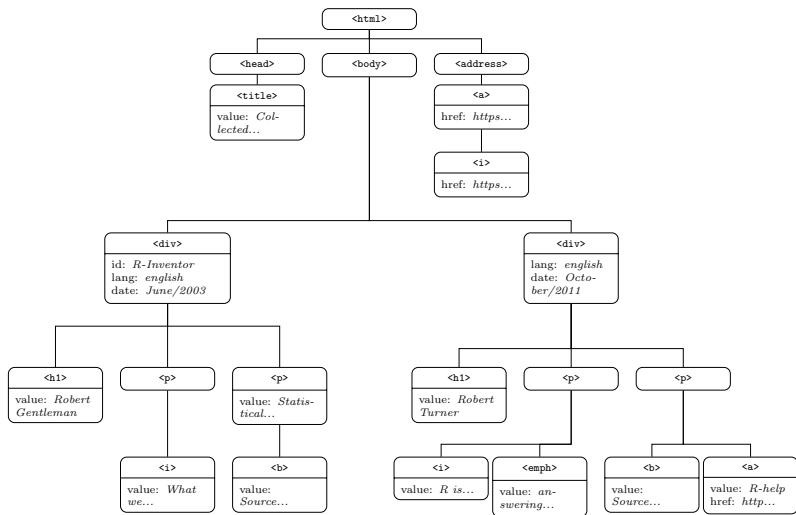 <html>
<head> <body> <address>
<title> <a>
value: Col-
lected...
href: https...
<i>
href: https...
<div>
id: R-Inventor
lang: english
date: June/2003
<div>
lang: english
date: Octo-
ber/2011
<h1>
value: Robert
Gentleman
<p>
<p>
value: Statis-
tical...
<h1>
value: Robert
Turner
<p>
<p>
<i>
value: What
we...
<b>
value:
Source...
<i>
value: R is...
<emph>
value: an-
swering...
<b>
value:
Source...
<a>
value: R-help
href: http...